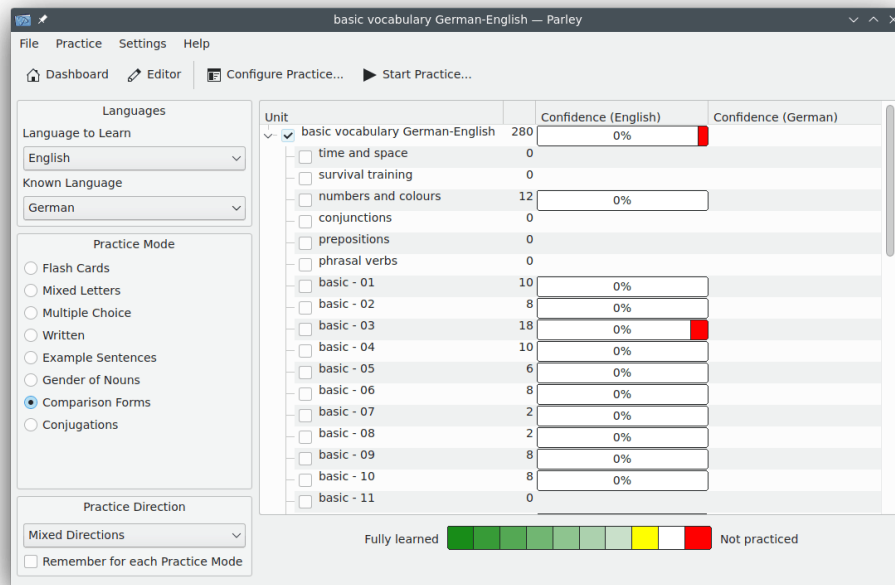 basic vocabulary German-English — Parley
File Practice Settings Help
Dashboard Editor Configure Practice... Start Practice...
Languages
Language to Learn
English
Known Language
German
Practice Mode
Flash Cards
Mixed Letters
Multiple Choice
Written
Example Sentences
Gender of Nouns
Comparison Forms
Conjugations
Practice Direction
Mixed Directions
Remember for each Practice Mode
Unit Confidence (English) Confidence (German)
basic vocabulary German-English 280 0%
time and space 0
survival training 0
numbers and colours 12 0%
conjunctions 0
prepositions 0
phrasal verbs 0
basic - 01 10 0%
basic - 02 8 0%
basic - 03 18 0%
basic - 04 10 0%
basic - 05 6 0%
basic - 06 8 0%
basic - 07 2 0%
basic - 08 2 0%
basic - 09 8 0%
basic - 10 8 0%
basic - 11 0
Fully learned Not practiced